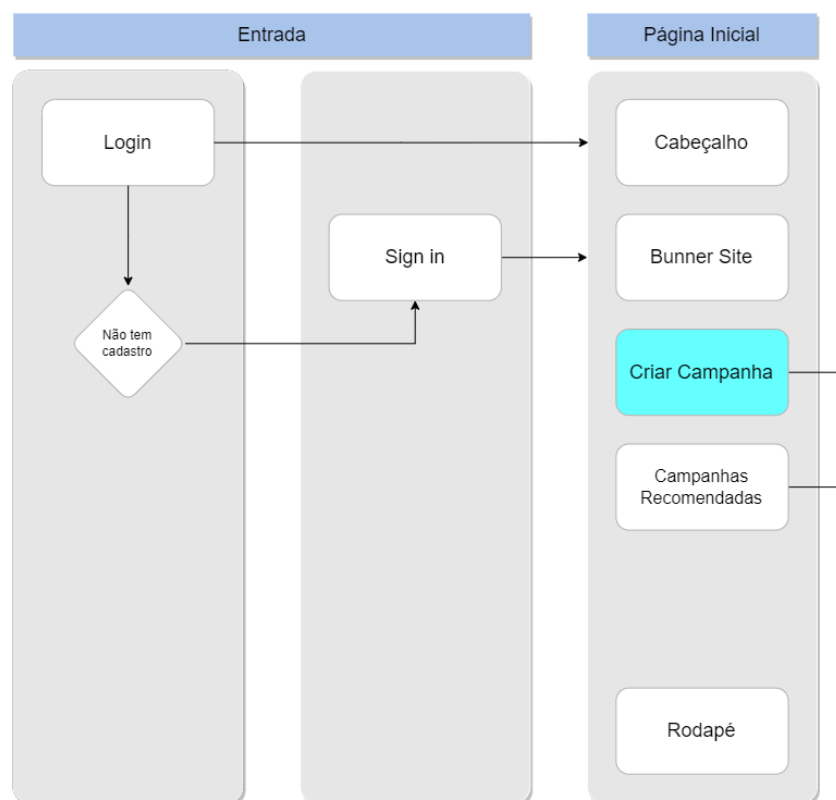 Entrada
Página Inicial
Login
Cabeçalho
Sign in
Bunner Site
Não tem
cadastro
Criar Campanha
Campanhas
Recomendadas
Rodapé